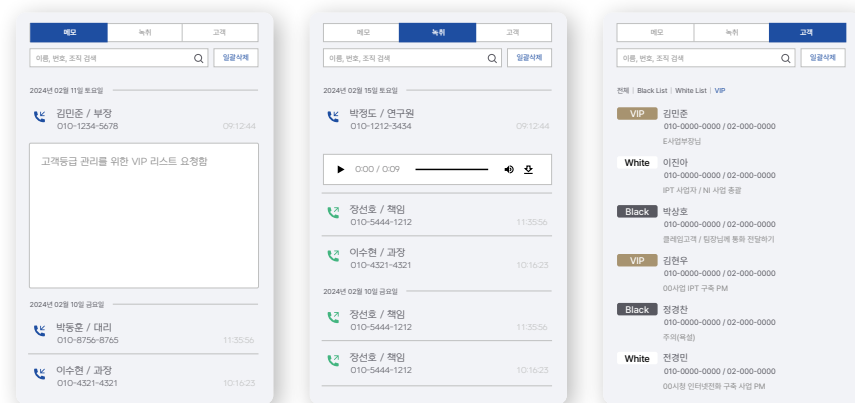 메모 녹취 고객
이름, 번호, 조직 검색 일괄삭제
2024년 02월 11일 토요일
김민준 / 부장
010-1234-5678 09:12:44
고객등급 관리를 위한 VIP 리스트 요청함
2024년 02월 10일 금요일
박동훈 / 대리
010-8756-8765 11:35:56
이수현 / 과장
010-4321-4321 10:16:23
메모 녹취 고객
이름, 번호, 조직 검색 일괄삭제
2024년 02월 15일 토요일
박정도 / 연구원
010-1212-3434 09:12:44
0:00 / 0:09
장선호 / 책임
010-5444-1212 11:35:56
이수현 / 과장
010-4321-4321 10:16:23
2024년 02월 10일 금요일
장선호 / 책임
010-5444-1212 11:35:56
장선호 / 책임
010-5444-1212 10:16:23
메모 녹취 고객
이름, 번호, 조직 검색 일괄삭제
전체 | Black List | White List | VIP
VIP 김민준
010-0000-0000 / 02-000-0000
E사업부장님
White 이진아
010-0000-0000 / 02-000-0000
IPT 사업자 / NI 사업 총괄
Black 박상호
010-0000-0000 / 02-000-0000
클레임고객 / 팀장님께 통화 전달하기
VIP 김현우
010-0000-0000 / 02-000-0000
00사업 IPT 구축 PM
Black 정경찬
010-0000-0000 / 02-000-0000
주의(욕설)
White 전경민
010-0000-0000 / 02-000-0000
00시청 인터넷전화 구축 사업 PM